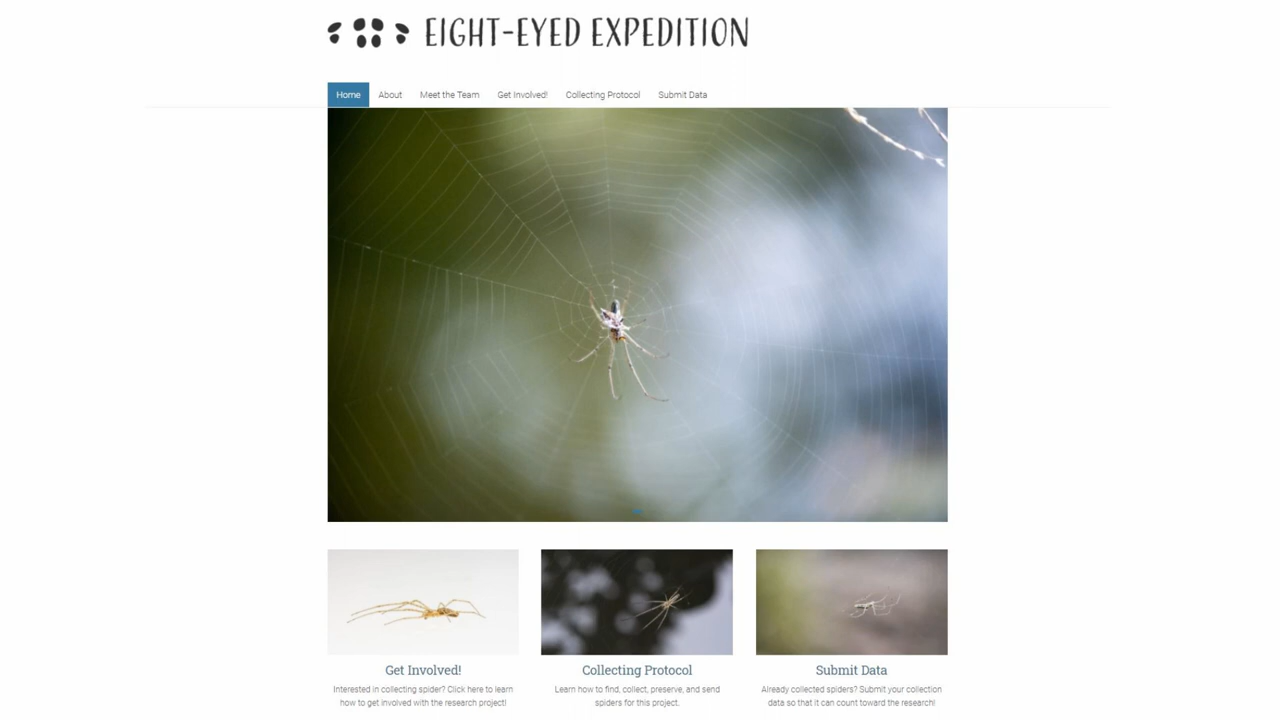 EIGHT-EYED EXPEDITION
Home About Meet the Team Get Involved! Collecting Protocol Submit Data
Get Involved!
Interested in collecting spider? Click here to learn
how to get involved with the research project!
Collecting Protocol
Learn how to find, collect, preserve, and send
spiders for this project.
Submit Data
Already collected spiders? Submit your collection
data so that it can count toward the research!